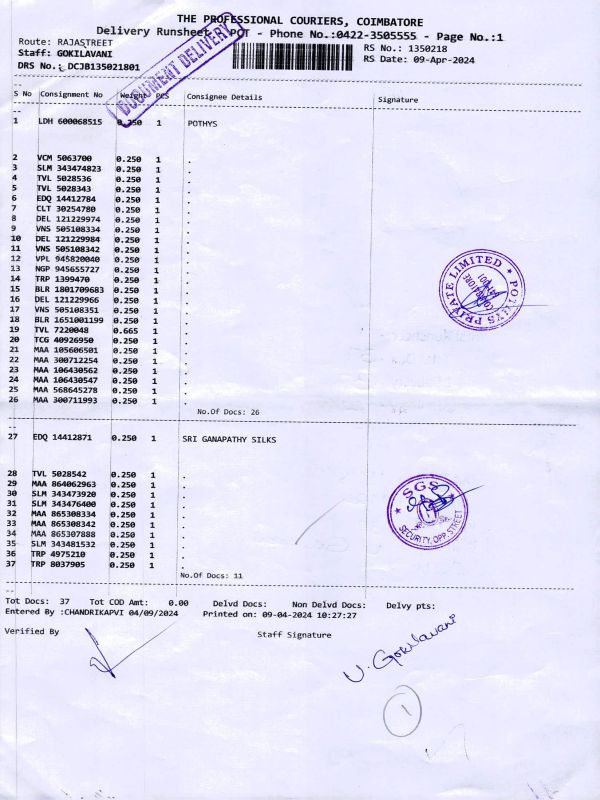 THE PROFESSIONAL COURIERS, COIMBATORE
Delivery Runsheet POT - Phone No.:0422-3505555 - Page No.:1
Route: RAJASTREET
RS No.: 1350218
Staff: GOKILAVANI
RS Date: 09-Apr-2024
DRS No.: DCJB135021801
DOCUMENT DELIVERY
S No Consignment No Weight PCS Consignee Details Signature
1 LDH 600068515 0.250 1 POTHYS
2 VCM 5063700 0.250 1 .
3 SLM 343474823 0.250 1 .
4 TVL 5028536 0.250 1 .
5 TVL 5028343 0.250 1 .
6 EDQ 14412784 0.250 1 .
7 CLT 30254780 0.250 1 .
8 DEL 121229974 0.250 1 .
9 VNS 505108334 0.250 1 .
10 DEL 121229984 0.250 1 .
11 VNS 505108342 0.250 1 .
12 VPL 945820040 0.250 1 .
13 NGP 945655727 0.250 1 .
14 TRP 1399470 0.250 1 .
15 BLR 1801709683 0.250 1 .
16 DEL 121229966 0.250 1 .
17 VNS 505108351 0.250 1 .
18 BLR 1651001199 0.250 1 .
19 TVL 7220048 0.665 1 .
20 TCG 40926950 0.250 1 .
21 MAA 105606501 0.250 1 .
22 MAA 300712254 0.250 1 .
23 MAA 106430562 0.250 1 .
24 MAA 106430547 0.250 1 .
25 MAA 568645278 0.250 1 .
26 MAA 300711993 0.250 1 .
POTHYS PRIVATE LIMITED
COIMBATORE
641001
No.Of Docs: 26
27 EDQ 14412871 0.250 1 SRI GANAPATHY SILKS
28 TVL 5028542 0.250 1 .
29 MAA 864062963 0.250 1 .
30 SLM 343473920 0.250 1 .
31 SLM 343476400 0.250 1 .
32 MAA 865308334 0.250 1 .
33 MAA 865308342 0.250 1 .
34 MAA 865307888 0.250 1 .
35 SLM 343481532 0.250 1 .
36 TRP 4975210 0.250 1 .
37 TRP 8037905 0.250 1 .
SGS
SECURITY, OPP. STREET
No.Of Docs: 11
Tot Docs: 37 Tot COD Amt: 0.00 Delvd Docs: Non Delvd Docs: Delvy pts:
Entered By :CHANDRIKAPVI 04/09/2024 Printed on: 09-04-2024 10:27:27
Verified By Staff Signature
V. Gokilavani
1